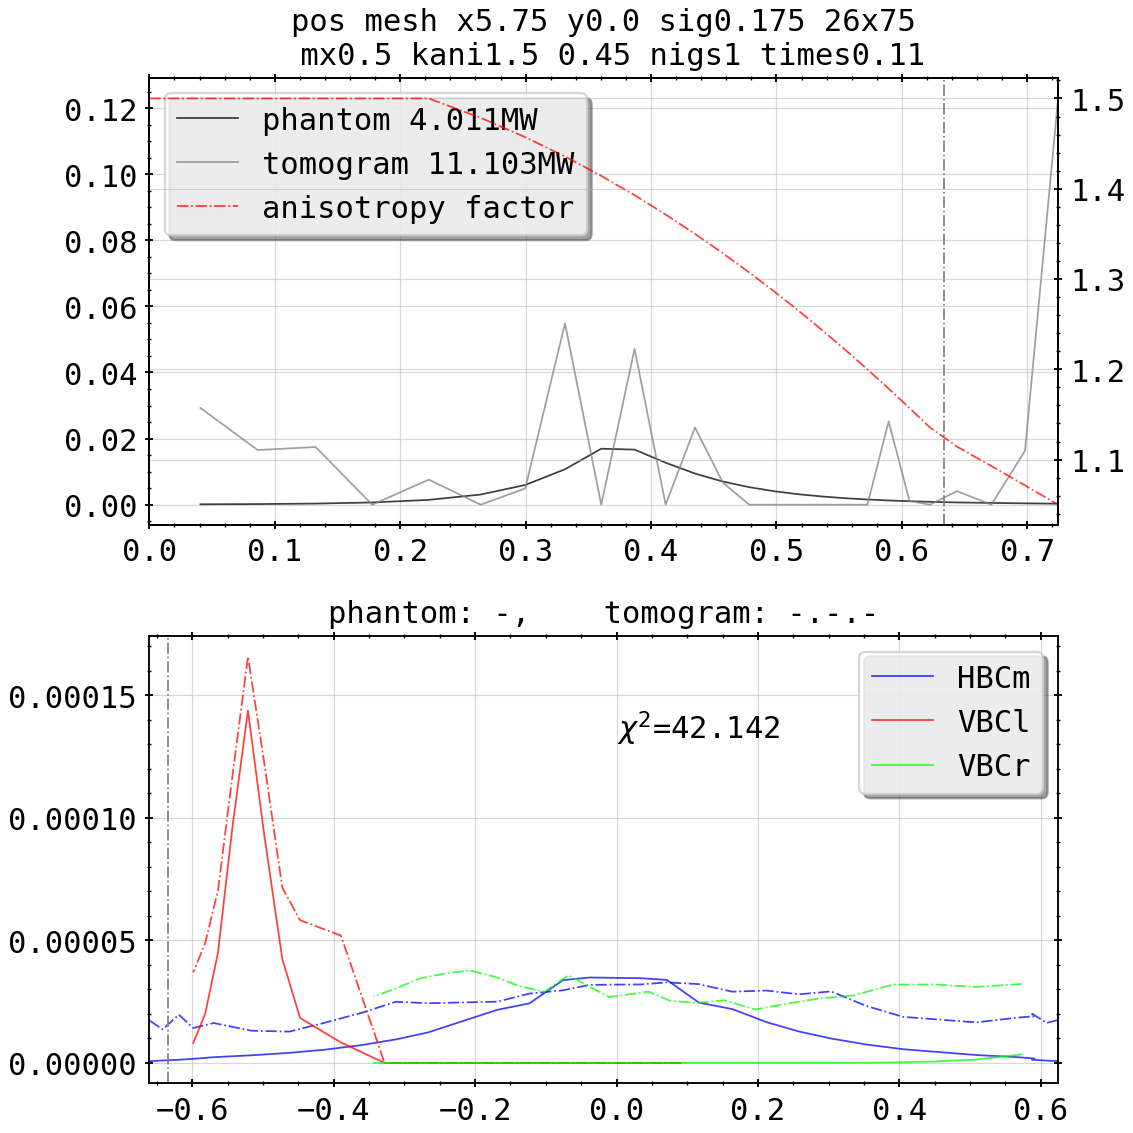 pos mesh x5.75 y0.0 sig0.175 26x75
mx0.5 kani1.5 0.45 nigs1 times0.11
phantom 4.011MW
tomogram 11.103MW
anisotropy factor
0.12
0.10
0.08
0.06
0.04
0.02
0.00
1.5
1.4
1.3
1.2
1.1
0.0 0.1 0.2 0.3 0.4 0.5 0.6 0.7
phantom: -, tomogram: -.-.-
HBCm
VBCl
VBCr
χ²=42.142
0.00015
0.00010
0.00005
0.00000
−0.6 −0.4 −0.2 0.0 0.2 0.4 0.6